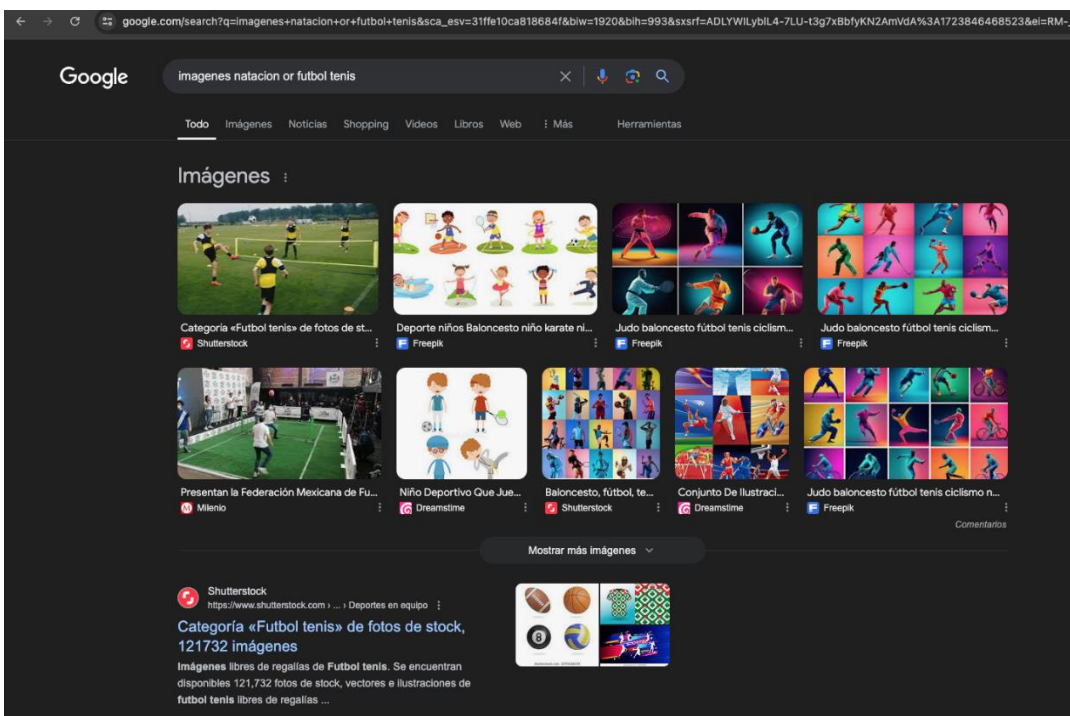 google.com/search?q=imagenes+natacion+or+futbol+tenis&sca_esv=31ffe10ca818684f&biw=1920&bih=993&sxsrf=ADLYWILybIL4-7LU-t3g7xBbfyKN2AmVdA%3A1723846468523&ei=RM-
Google
imagenes natacion or futbol tenis
Todo Imágenes Noticias Shopping Videos Libros Web Más Herramientas
Imágenes
Categoría «Futbol tenis» de fotos de st...
Shutterstock
Deporte niños Baloncesto niño karate ni...
Freepik
Judo baloncesto fútbol tenis ciclism...
Freepik
Judo baloncesto fútbol tenis ciclism...
Freepik
Presentan la Federación Mexicana de Fu...
Milenio
Niño Deportivo Que Jue...
Dreamstime
Baloncesto, fútbol, te...
Shutterstock
Conjunto De Ilustraci...
Dreamstime
Judo baloncesto fútbol tenis ciclismo n...
Freepik
Comentarios
Mostrar más imágenes
Shutterstock
https://www.shutterstock.com › ... › Deportes en equipo
Categoría «Futbol tenis» de fotos de stock,
121732 imágenes
Imágenes libres de regalías de Futbol tenis. Se encuentran
disponibles 121,732 fotos de stock, vectores e ilustraciones de
futbol tenis libres de regalías ...